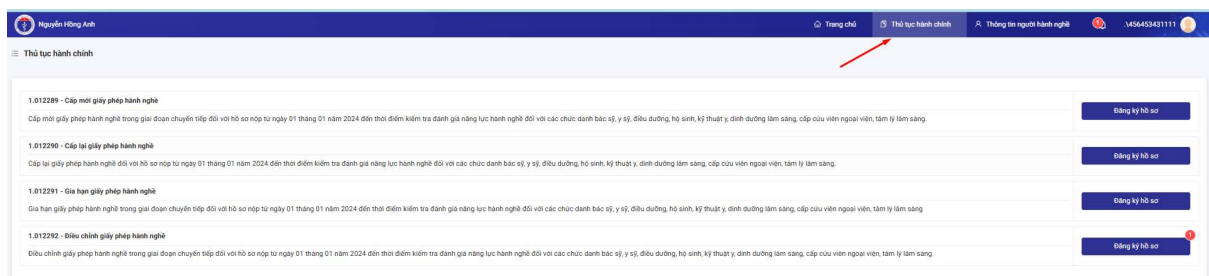 Nguyễn Hồng Anh
Trang chủ
Thủ tục hành chính
Thông tin người hành nghề
1
.\456453431111
Thủ tục hành chính
1.012289 - Cấp mới giấy phép hành nghề
Cấp mới giấy phép hành nghề trong giai đoạn chuyển tiếp đối với hồ sơ nộp từ ngày 01 tháng 01 năm 2024 đến thời điểm kiểm tra đánh giá năng lực hành nghề đối với các chức danh bác sỹ, y sỹ, điều dưỡng, hộ sinh, kỹ thuật y, dinh dưỡng lâm sàng, cấp cứu viên ngoại viện, tâm lý lâm sàng.
Đăng ký hồ sơ
1.012290 - Cấp lại giấy phép hành nghề
Cấp lại giấy phép hành nghề đối với hồ sơ nộp từ ngày 01 tháng 01 năm 2024 đến thời điểm kiểm tra đánh giá năng lực hành nghề đối với các chức danh bác sỹ, y sỹ, điều dưỡng, hộ sinh, kỹ thuật y, dinh dưỡng lâm sàng, cấp cứu viên ngoại viện, tâm lý lâm sàng.
Đăng ký hồ sơ
1.012291 - Gia hạn giấy phép hành nghề
Gia hạn giấy phép hành nghề trong giai đoạn chuyển tiếp đối với hồ sơ nộp từ ngày 01 tháng 01 năm 2024 đến thời điểm kiểm tra đánh giá năng lực hành nghề đối với các chức danh bác sỹ, y sỹ, điều dưỡng, hộ sinh, kỹ thuật y, dinh dưỡng lâm sàng, cấp cứu viên ngoại viện, tâm lý lâm sàng
Đăng ký hồ sơ
1.012292 - Điều chỉnh giấy phép hành nghề
Điều chỉnh giấy phép hành nghề trong giai đoạn chuyển tiếp đối với hồ sơ nộp từ ngày 01 tháng 01 năm 2024 đến thời điểm kiểm tra đánh giá năng lực hành nghề đối với các chức danh bác sỹ, y sỹ, điều dưỡng, hộ sinh, kỹ thuật y, dinh dưỡng lâm sàng, cấp cứu viên ngoại viện, tâm lý lâm sàng
Đăng ký hồ sơ
1